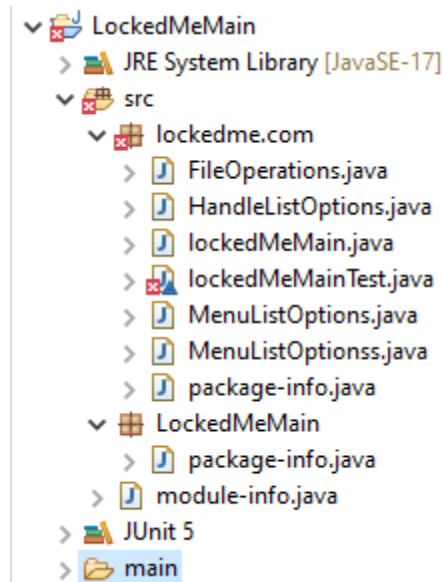 LockedMeMain
JRE System Library [JavaSE-17]
src
lockedme.com
FileOperations.java
HandleListOptions.java
lockedMeMain.java
lockedMeMainTest.java
MenuListOptions.java
MenuListOptionss.java
package-info.java
LockedMeMain
package-info.java
module-info.java
JUnit 5
main